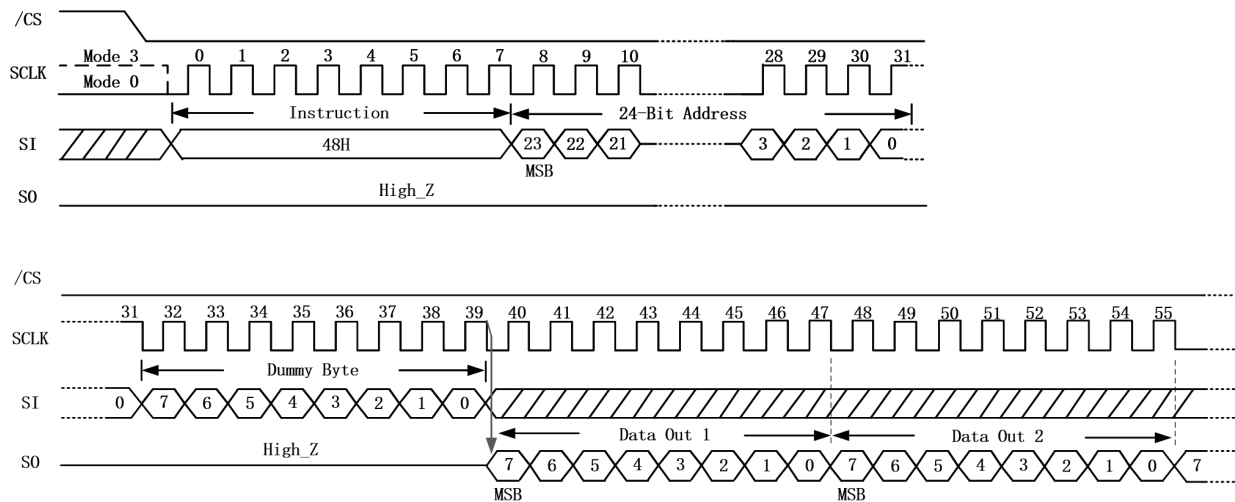 /CS
Mode 3 0 1 2 3 4 5 6 7 8 9 10 28 29 30 31
SCLK
Mode 0
Instruction 24-Bit Address
SI 48H 23 22 21 3 2 1 0
MSB
High_Z
SO
/CS
31 32 33 34 35 36 37 38 39 40 41 42 43 44 45 46 47 48 49 50 51 52 53 54 55
SCLK
Dummy Byte
SI 0 7 6 5 4 3 2 1 0
High_Z Data Out 1 Data Out 2
SO 7 6 5 4 3 2 1 0 7 6 5 4 3 2 1 0 7
MSB MSB